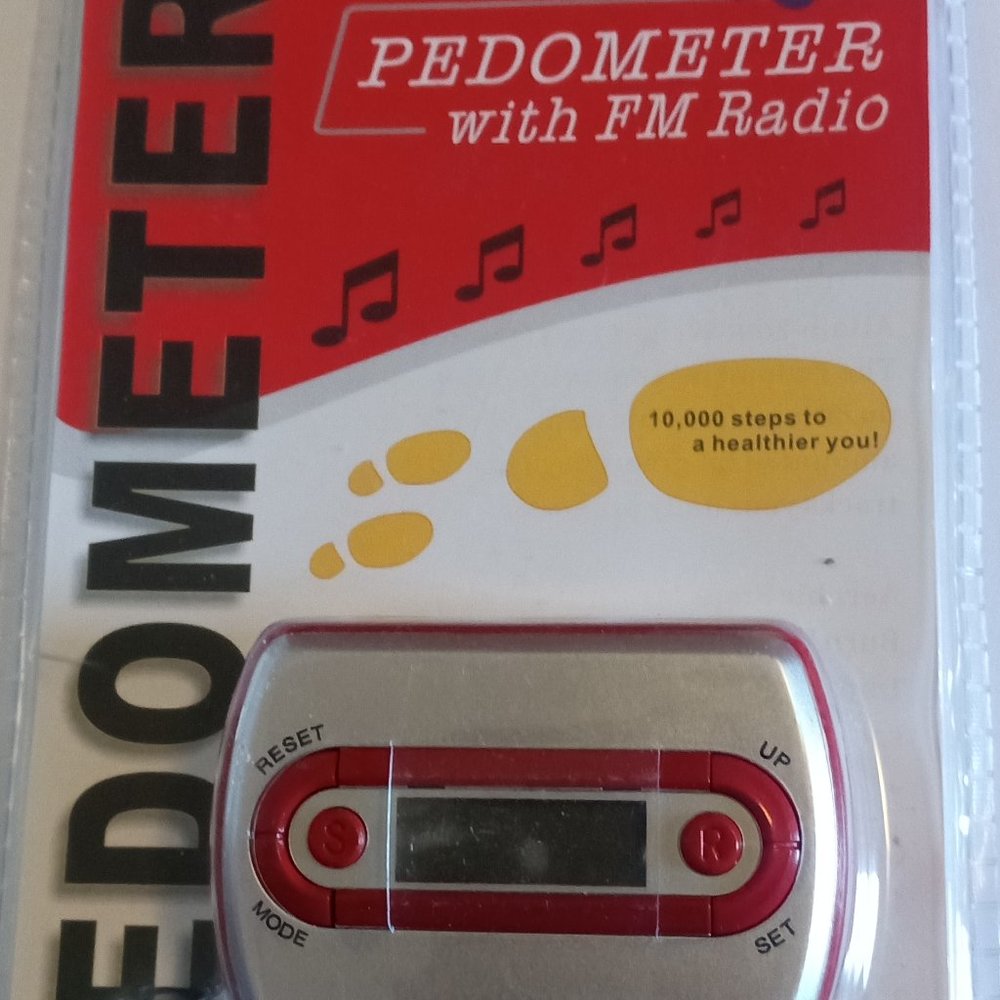 PEDOMETER
with FM Radio
EDOMETER
10,000 steps to
a healthier you!
RESET
UP
S
R
MODE
SET